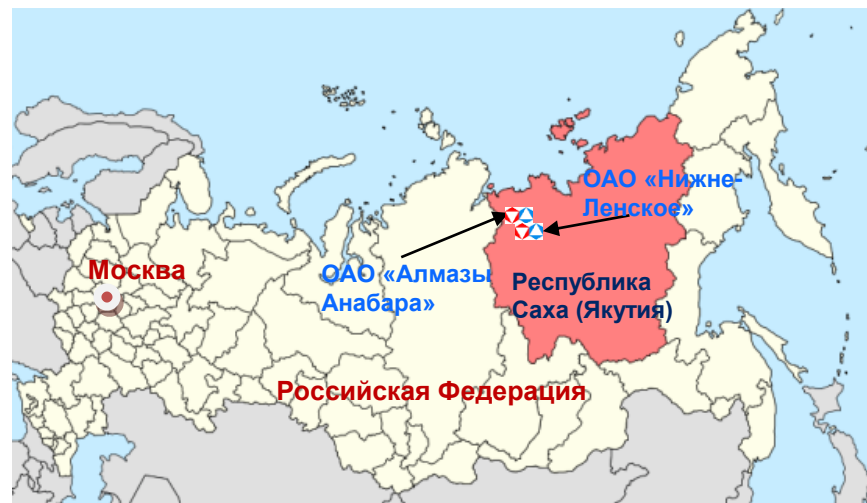 ОАО «Нижне-
Ленское»
Москва
ОАО «Алмазы
Анабара»
Республика
Саха (Якутия)
Российская Федерация